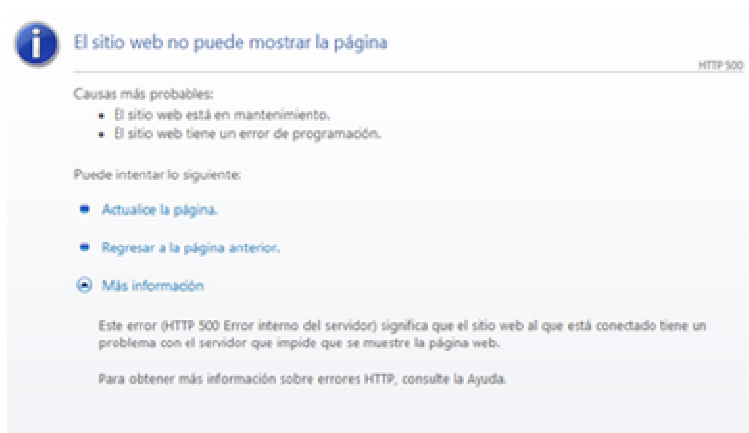 El sitio web no puede mostrar la página
HTTP 500
Causas más probables:
• El sitio web está en mantenimiento.
• El sitio web tiene un error de programación.
Puede intentar lo siguiente:
Actualice la página.
Regresar a la página anterior.
Más información
Este error (HTTP 500 Error interno del servidor) significa que el sitio web al que está conectado tiene un
problema con el servidor que impide que se muestre la página web.
Para obtener más información sobre errores HTTP, consulte la Ayuda.